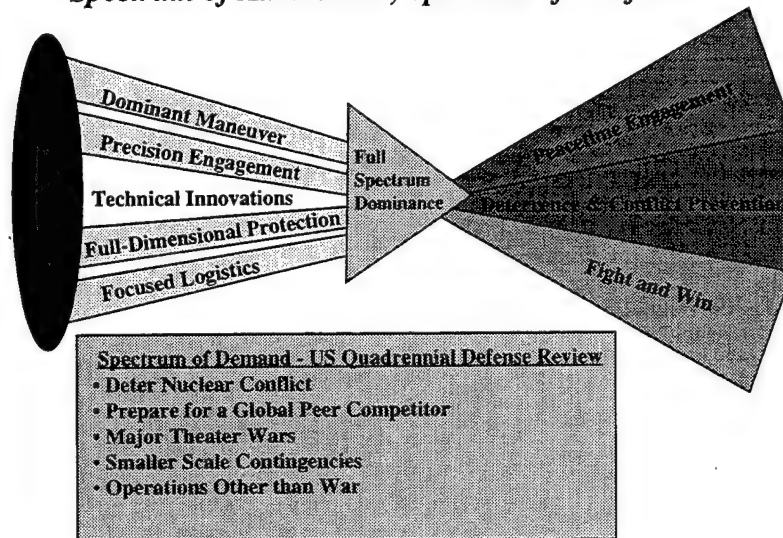 Dominant Maneuver
Precision Engagement
Technical Innovations
Full-Dimensional Protection
Focused Logistics
Full
Spectrum
Dominance
Peacetime Engagement
Deterrence & Conflict Prevention
Fight and Win
Spectrum of Demand - US Quadrennial Defense Review
• Deter Nuclear Conflict
• Prepare for a Global Peer Competitor
• Major Theater Wars
• Smaller Scale Contingencies
• Operations Other than War